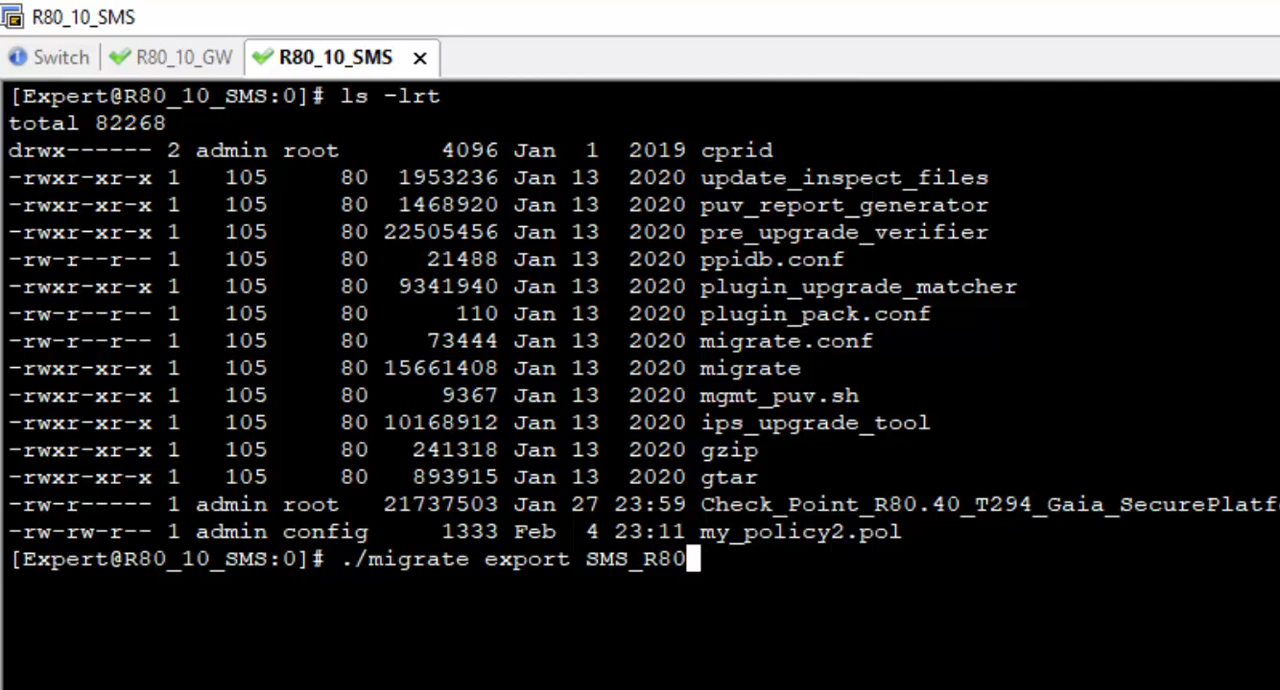 R80_10_SMS
Switch R80_10_GW R80_10_SMS ×
[Expert@R80_10_SMS:0]# ls -lrt
total 82268
drwx------ 2 admin root 4096 Jan 1 2019 cprid
-rwxr-xr-x 1 105 80 1953236 Jan 13 2020 update_inspect_files
-rwxr-xr-x 1 105 80 1468920 Jan 13 2020 puv_report_generator
-rwxr-xr-x 1 105 80 22505456 Jan 13 2020 pre_upgrade_verifier
-rw-r--r-- 1 105 80 21488 Jan 13 2020 ppidb.conf
-rwxr-xr-x 1 105 80 9341940 Jan 13 2020 plugin_upgrade_matcher
-rw-r--r-- 1 105 80 110 Jan 13 2020 plugin_pack.conf
-rw-r--r-- 1 105 80 73444 Jan 13 2020 migrate.conf
-rwxr-xr-x 1 105 80 15661408 Jan 13 2020 migrate
-rwxr-xr-x 1 105 80 9367 Jan 13 2020 mgmt_puv.sh
-rwxr-xr-x 1 105 80 10168912 Jan 13 2020 ips_upgrade_tool
-rwxr-xr-x 1 105 80 241318 Jan 13 2020 gzip
-rwxr-xr-x 1 105 80 893915 Jan 13 2020 gtar
-rw-r----- 1 admin root 21737503 Jan 27 23:59 Check_Point_R80.40_T294_Gaia_SecurePlatf
-rw-rw-r-- 1 admin config 1333 Feb 4 23:11 my_policy2.pol
[Expert@R80_10_SMS:0]# ./migrate export SMS_R80